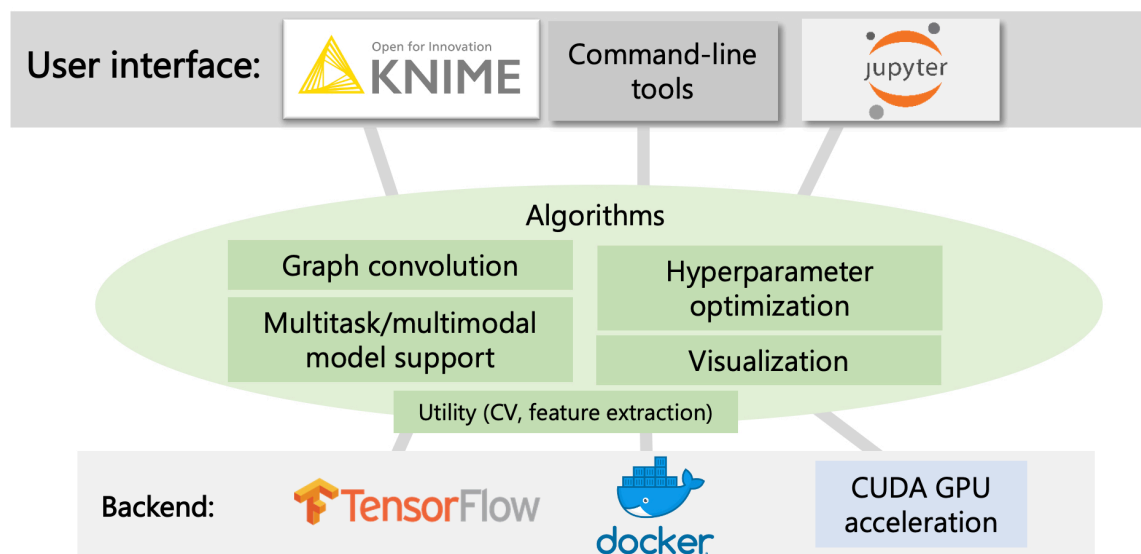 User interface:
Open for Innovation
KNIME
Command-line
tools
jupyter
Algorithms
Graph convolution
Multitask/multimodal
model support
Hyperparameter
optimization
Visualization
Utility (CV, feature extraction)
Backend:
TensorFlow
docker
CUDA GPU
acceleration